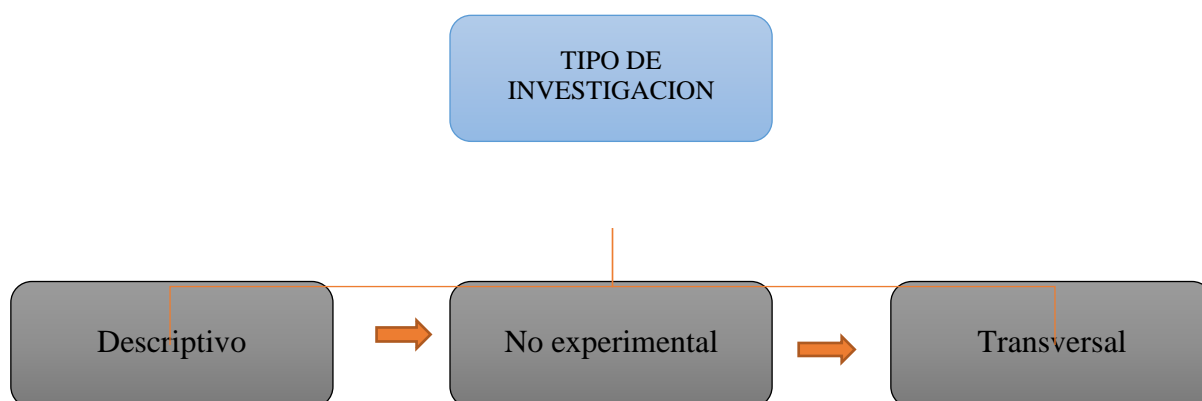 TIPO DE
INVESTIGACION
Descriptivo
No experimental
Transversal